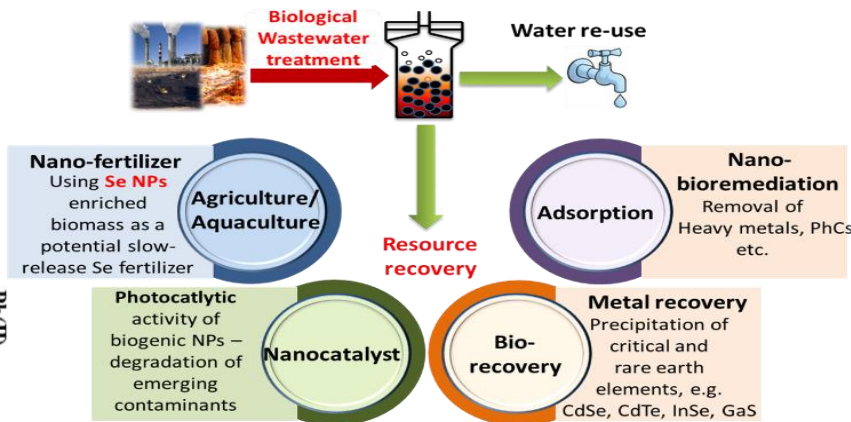 Biological
Wastewater
treatment
Water re-use
Nano-fertilizer
Using Se NPs
enriched
biomass as a
potential slow-
release Se fertilizer
Agriculture/
Aquaculture
Resource
recovery
Adsorption
Nano-
bioremediation
Removal of
Heavy metals, PhCs
etc.
Photocatlytic
activity of
biogenic NPs –
degradation of
emerging
contaminants
Nanocatalyst
Bio-
recovery
Metal recovery
Precipitation of
critical and
rare earth
elements, e.g.
CdSe, CdTe, InSe, GaS